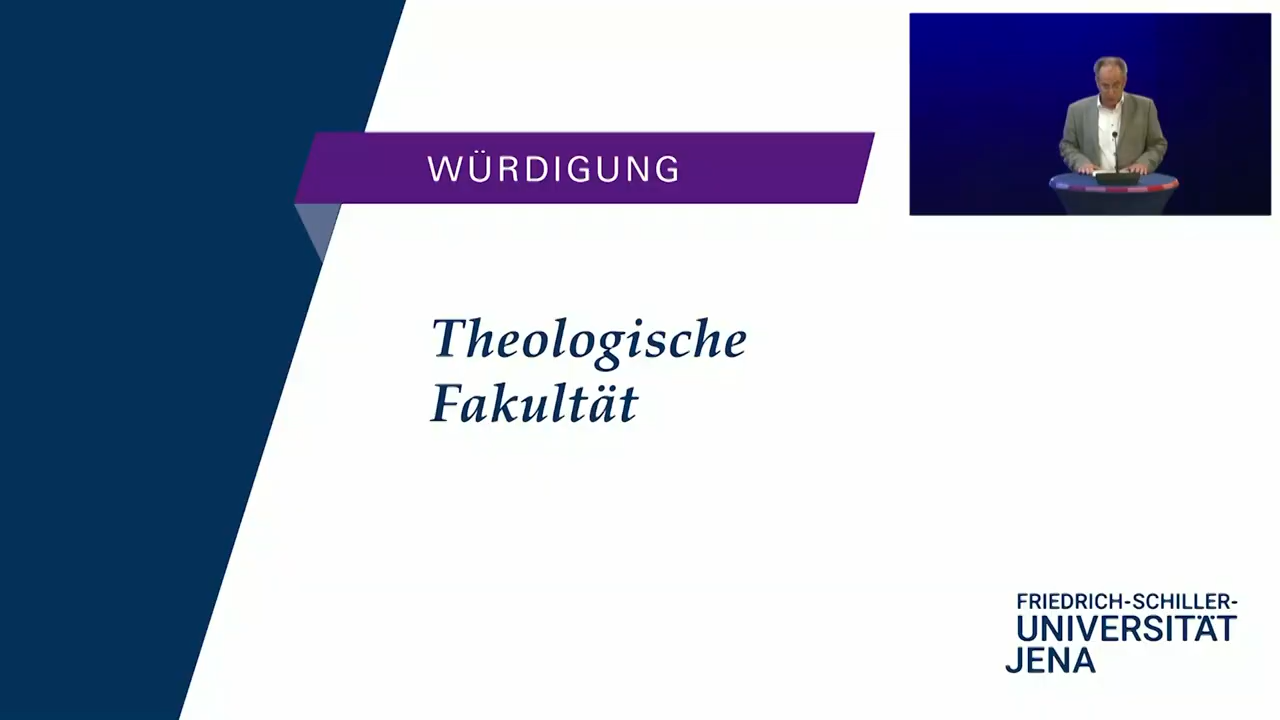 WÜRDIGUNG
Theologische
Fakultät
FRIEDRICH-SCHILLER-
UNIVERSITÄT
JENA